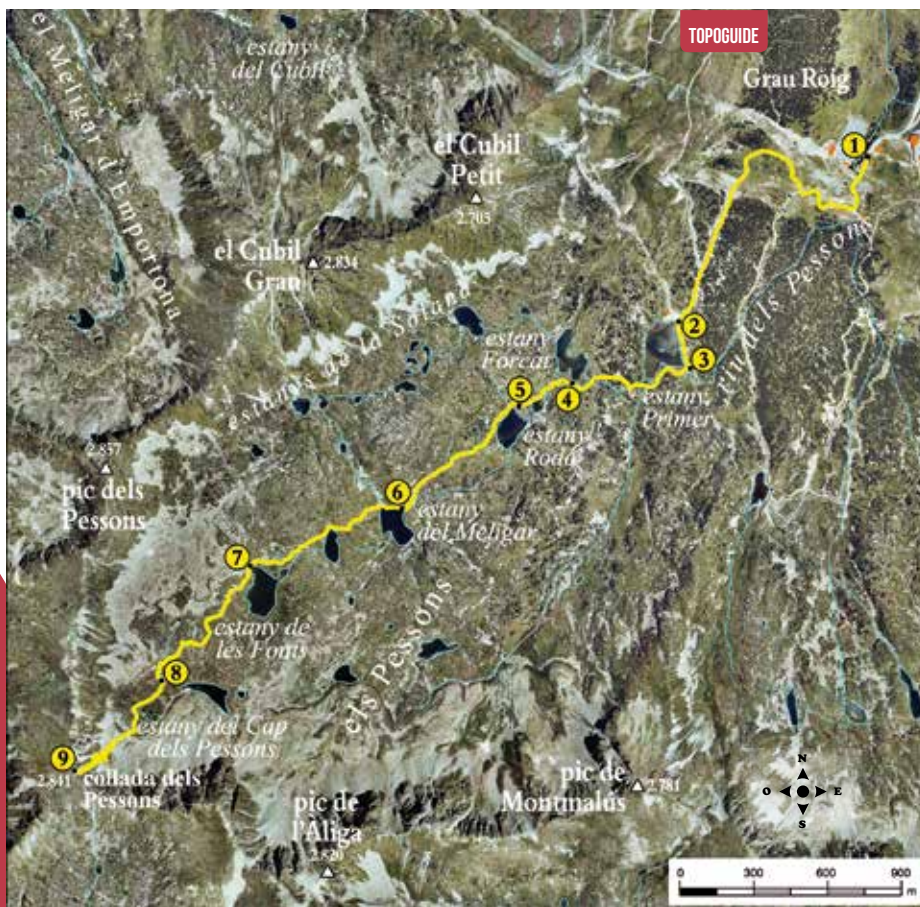 TOPOGUIDE
el Meligar d'Emportona
estany
del Cubil
Grau Roig
1
el Cubil
Petit
2.703
el Cubil
Gran
2.834
riu dels Pessons
estanys de la Solana
estany
Forcat
2
3
5
4
estany
Primer
estany
Rodó
2.857
pic dels
Pessons
6
estany
del Meligar
7
estany de
les Fonts
els Pessons
8
estany del Cap
dels Pessons
9
2.811
collada dels
Pessons
pic de
Montmalús
2.781
pic de
l'Àliga
2.820
N
O
E
S
0
300
600
900
m